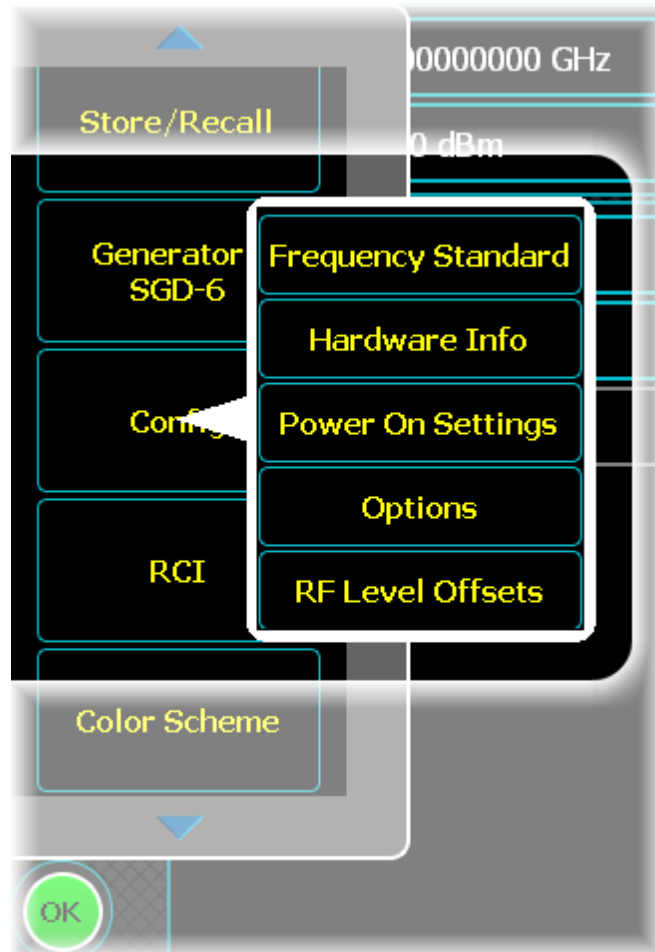 00000000 GHz
Store/Recall
0 dBm
Generator
SGD-6
Frequency Standard
Hardware Info
Config
Power On Settings
Options
RCI
RF Level Offsets
Color Scheme
OK